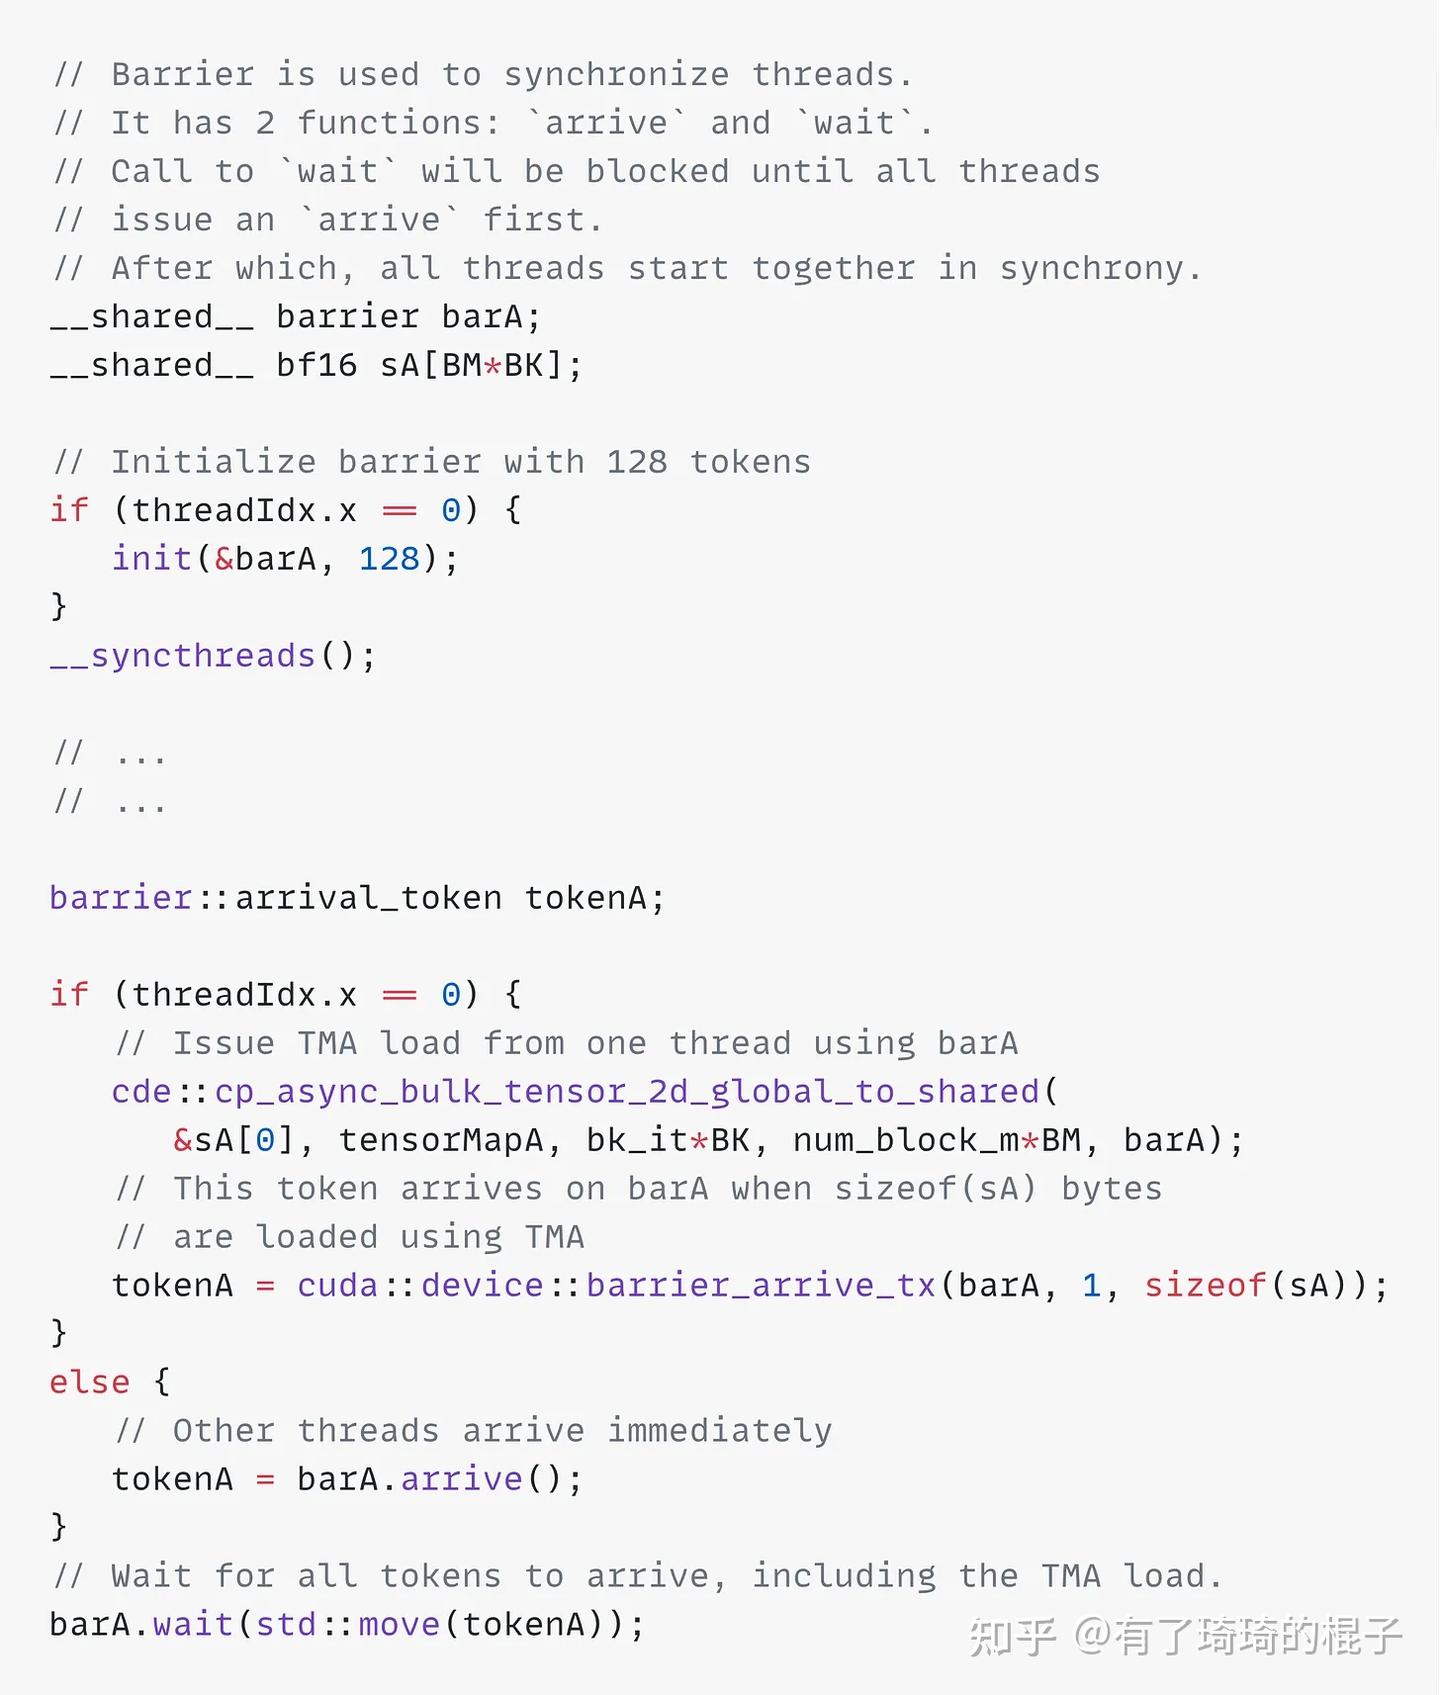 // Barrier is used to synchronize threads.
// It has 2 functions: `arrive` and `wait`.
// Call to `wait` will be blocked until all threads
// issue an `arrive` first.
// After which, all threads start together in synchrony.
__shared__ barrier barA;
__shared__ bf16 sA[BM*BK];
// Initialize barrier with 128 tokens
if (threadIdx.x == 0) {
init(&barA, 128);
}
__syncthreads();
// ...
// ...
barrier::arrival_token tokenA;
if (threadIdx.x == 0) {
// Issue TMA load from one thread using barA
cde::cp_async_bulk_tensor_2d_global_to_shared(
&sA[0], tensorMapA, bk_it*BK, num_block_m*BM, barA);
// This token arrives on barA when sizeof(sA) bytes
// are loaded using TMA
tokenA = cuda::device::barrier_arrive_tx(barA, 1, sizeof(sA));
}
else {
// Other threads arrive immediately
tokenA = barA.arrive();
}
// Wait for all tokens to arrive, including the TMA load.
barA.wait(std::move(tokenA));
知乎 @有了琦琦的棍子